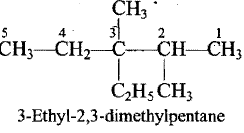 CH₃
5 4 3 2 1
CH₃—CH₂—C—CH—CH₃
C₂H₅ CH₃
3-Ethyl-2,3-dimethylpentane